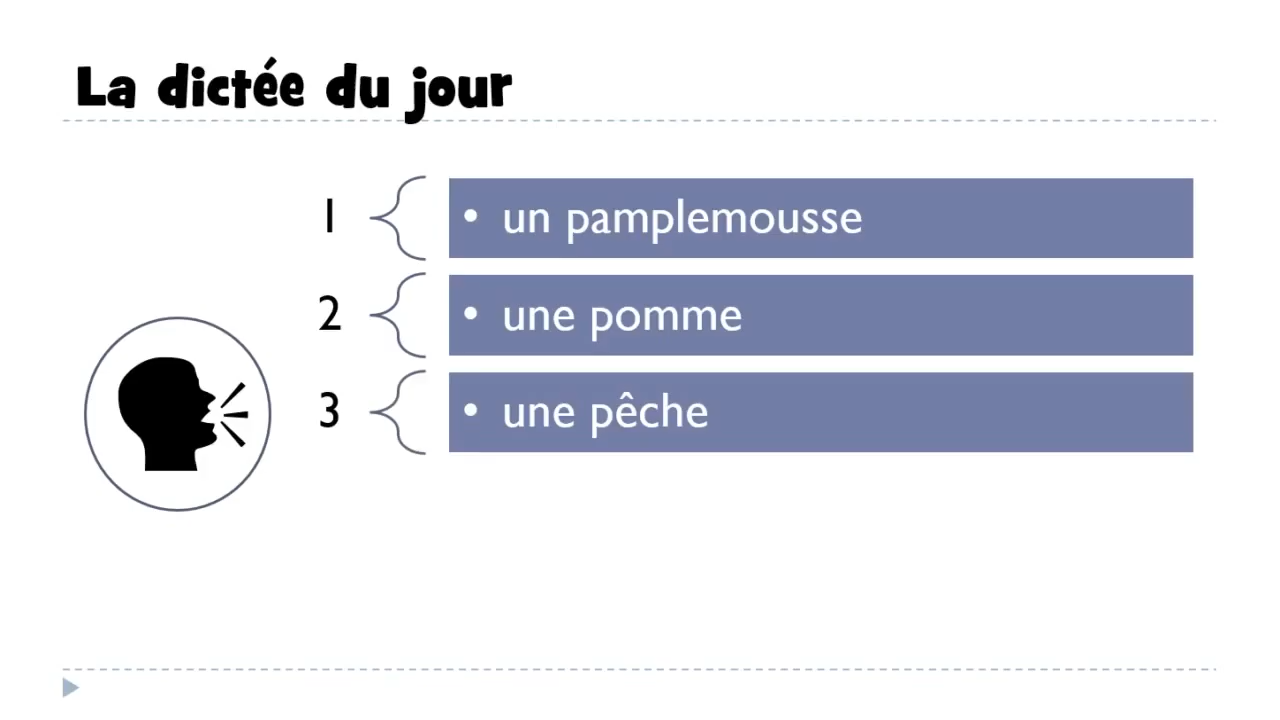 La dictée du jour
1 • un pamplemousse
2 • une pomme
3 • une pêche